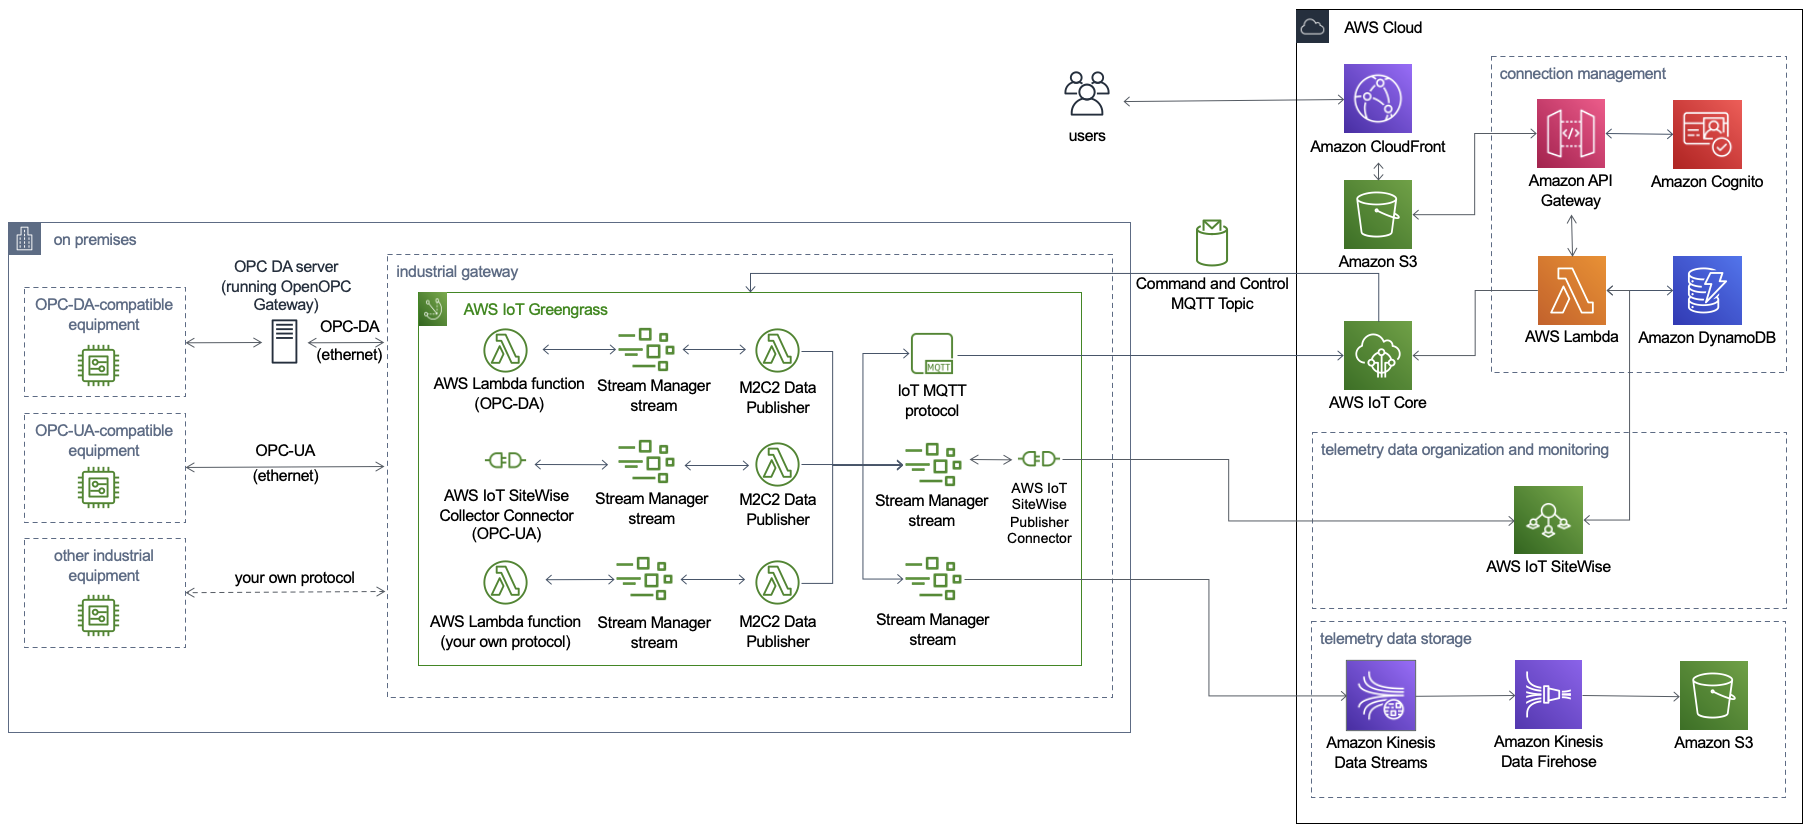 AWS Cloud
connection management
users
Amazon CloudFront
Amazon API
Gateway
Amazon Cognito
Amazon S3
AWS Lambda
Amazon DynamoDB
Command and Control
MQTT Topic
AWS IoT Core
on premises
OPC-DA-compatible
equipment
OPC DA server
(running OpenOPC
Gateway)
OPC-DA
(ethernet)
OPC-UA-compatible
equipment
OPC-UA
(ethernet)
other industrial
equipment
your own protocol
industrial gateway
AWS IoT Greengrass
AWS Lambda function
(OPC-DA)
Stream Manager
stream
M2C2 Data
Publisher
MQTT
IoT MQTT
protocol
AWS IoT SiteWise
Collector Connector
(OPC-UA)
Stream Manager
stream
M2C2 Data
Publisher
Stream Manager
stream
AWS IoT
SiteWise
Publisher
Connector
AWS Lambda function
(your own protocol)
Stream Manager
stream
M2C2 Data
Publisher
Stream Manager
stream
telemetry data organization and monitoring
AWS IoT SiteWise
telemetry data storage
Amazon Kinesis
Data Streams
Amazon Kinesis
Data Firehose
Amazon S3